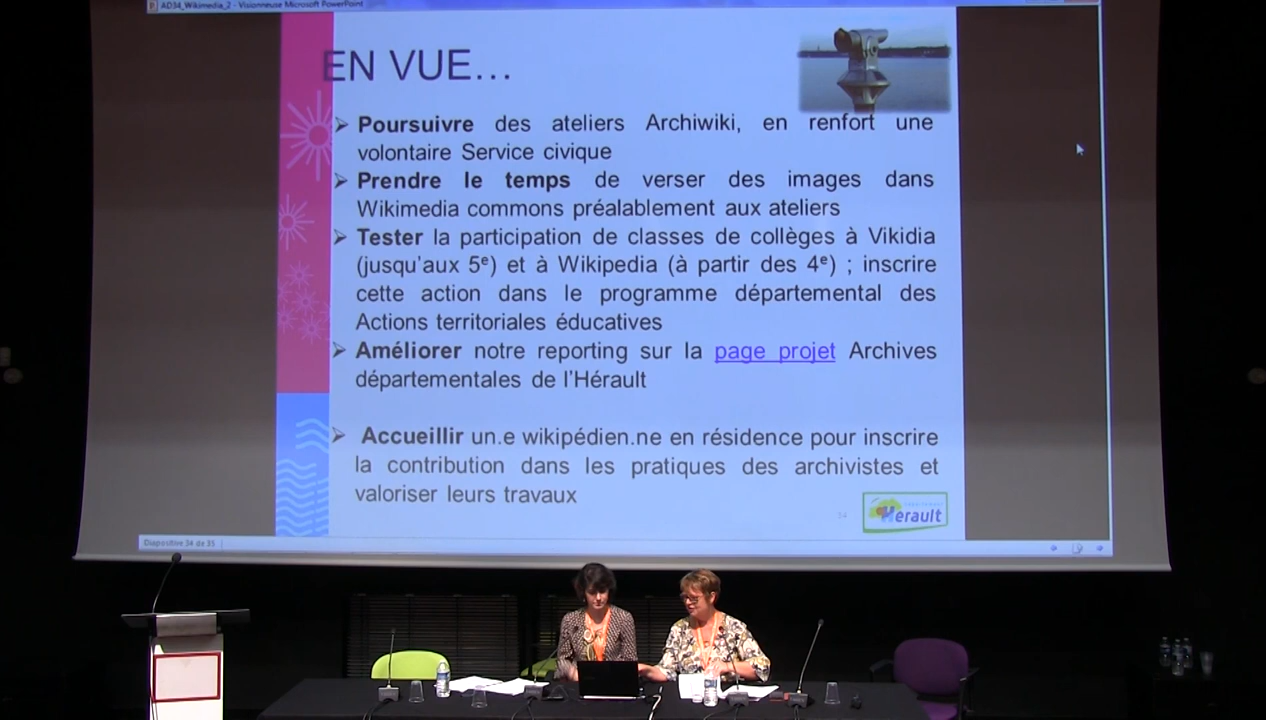 AD34_Wikimedia_2 - Visionneuse Microsoft PowerPoint
EN VUE…
➢ Poursuivre des ateliers Archiwiki, en renfort une
volontaire Service civique
➢ Prendre le temps de verser des images dans
Wikimedia commons préalablement aux ateliers
➢ Tester la participation de classes de collèges à Vikidia
(jusqu'aux 5e) et à Wikipedia (à partir des 4e) ; inscrire
cette action dans le programme départemental des
Actions territoriales éducatives
➢ Améliorer notre reporting sur la page projet Archives
départementales de l'Hérault
➢ Accueillir un.e wikipédien.ne en résidence pour inscrire
la contribution dans les pratiques des archivistes et
valoriser leurs travaux
34
Hérault
Diapositive 34 de 35